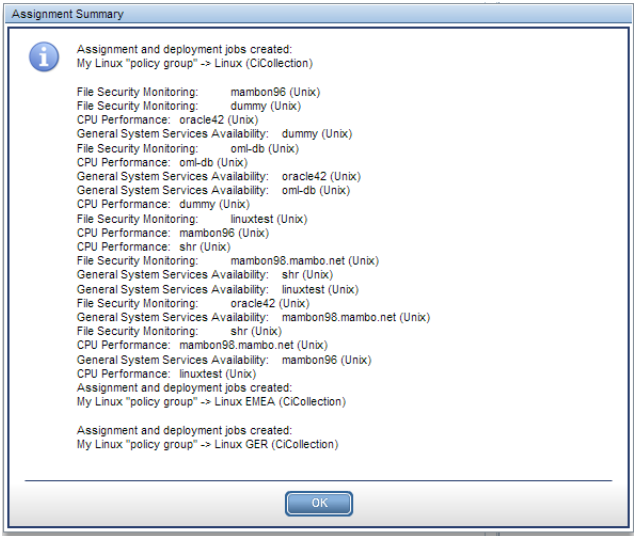 Assignment Summary
Assignment and deployment jobs created:
My Linux "policy group" -> Linux (CiCollection)
File Security Monitoring: mambon96 (Unix)
File Security Monitoring: dummy (Unix)
CPU Performance: oracle42 (Unix)
General System Services Availability: dummy (Unix)
File Security Monitoring: oml-db (Unix)
CPU Performance: oml-db (Unix)
General System Services Availability: oracle42 (Unix)
General System Services Availability: oml-db (Unix)
CPU Performance: dummy (Unix)
File Security Monitoring: linuxtest (Unix)
CPU Performance: mambon96 (Unix)
CPU Performance: shr (Unix)
File Security Monitoring: mambon98.mambo.net (Unix)
General System Services Availability: shr (Unix)
General System Services Availability: linuxtest (Unix)
File Security Monitoring: oracle42 (Unix)
General System Services Availability: mambon98.mambo.net (Unix)
File Security Monitoring: shr (Unix)
CPU Performance: mambon98.mambo.net (Unix)
General System Services Availability: mambon96 (Unix)
CPU Performance: linuxtest (Unix)
Assignment and deployment jobs created:
My Linux "policy group" -> Linux EMEA (CiCollection)
Assignment and deployment jobs created:
My Linux "policy group" -> Linux GER (CiCollection)
OK